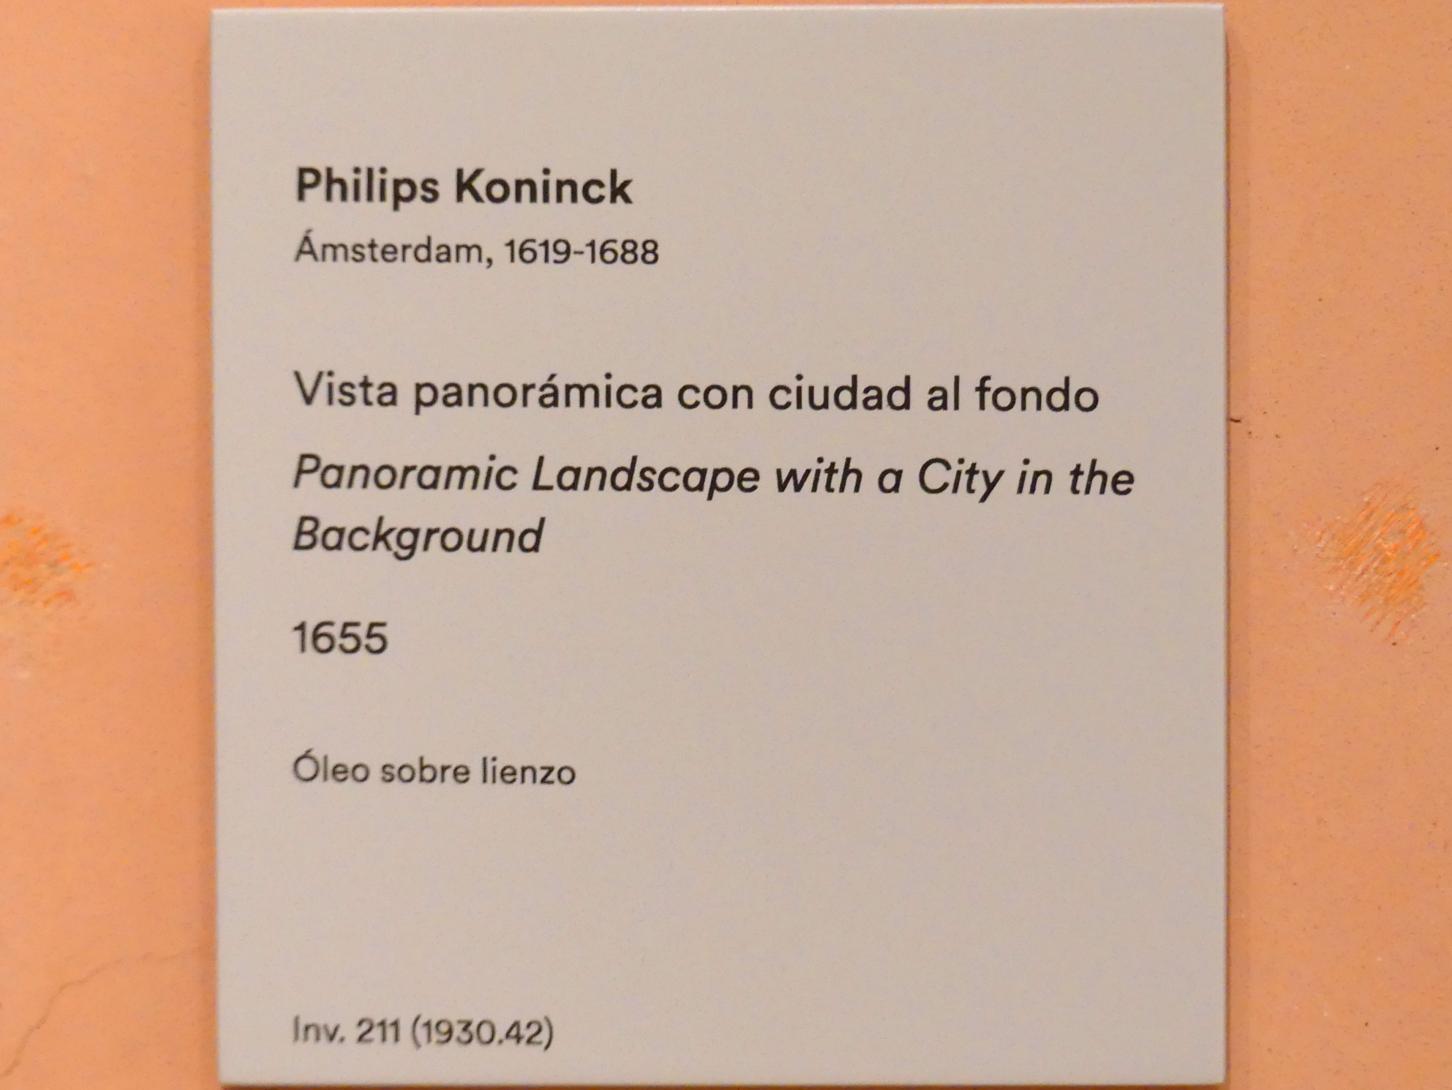 Philips Koninck
Ámsterdam, 1619-1688
Vista panorámica con ciudad al fondo
Panoramic Landscape with a City in the
Background
1655
Óleo sobre lienzo
Inv. 211 (1930.42)